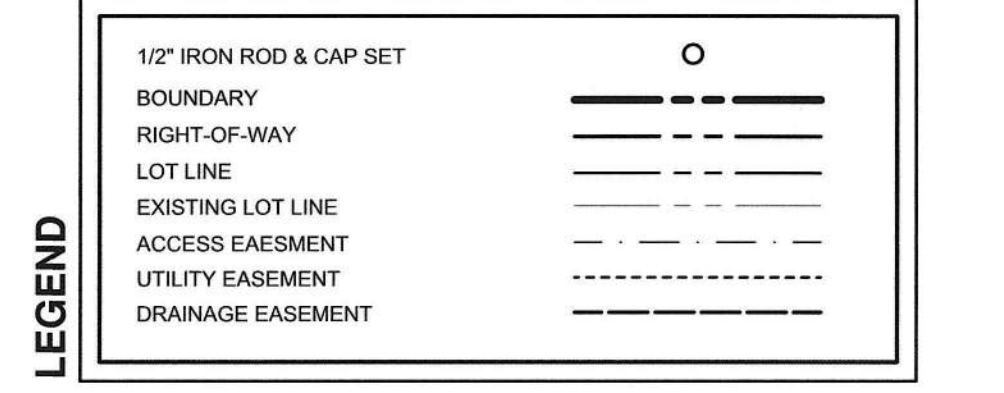 LEGEND
1/2" IRON ROD & CAP SET
BOUNDARY
RIGHT-OF-WAY
LOT LINE
EXISTING LOT LINE
ACCESS EAESMENT
UTILITY EASEMENT
DRAINAGE EASEMENT